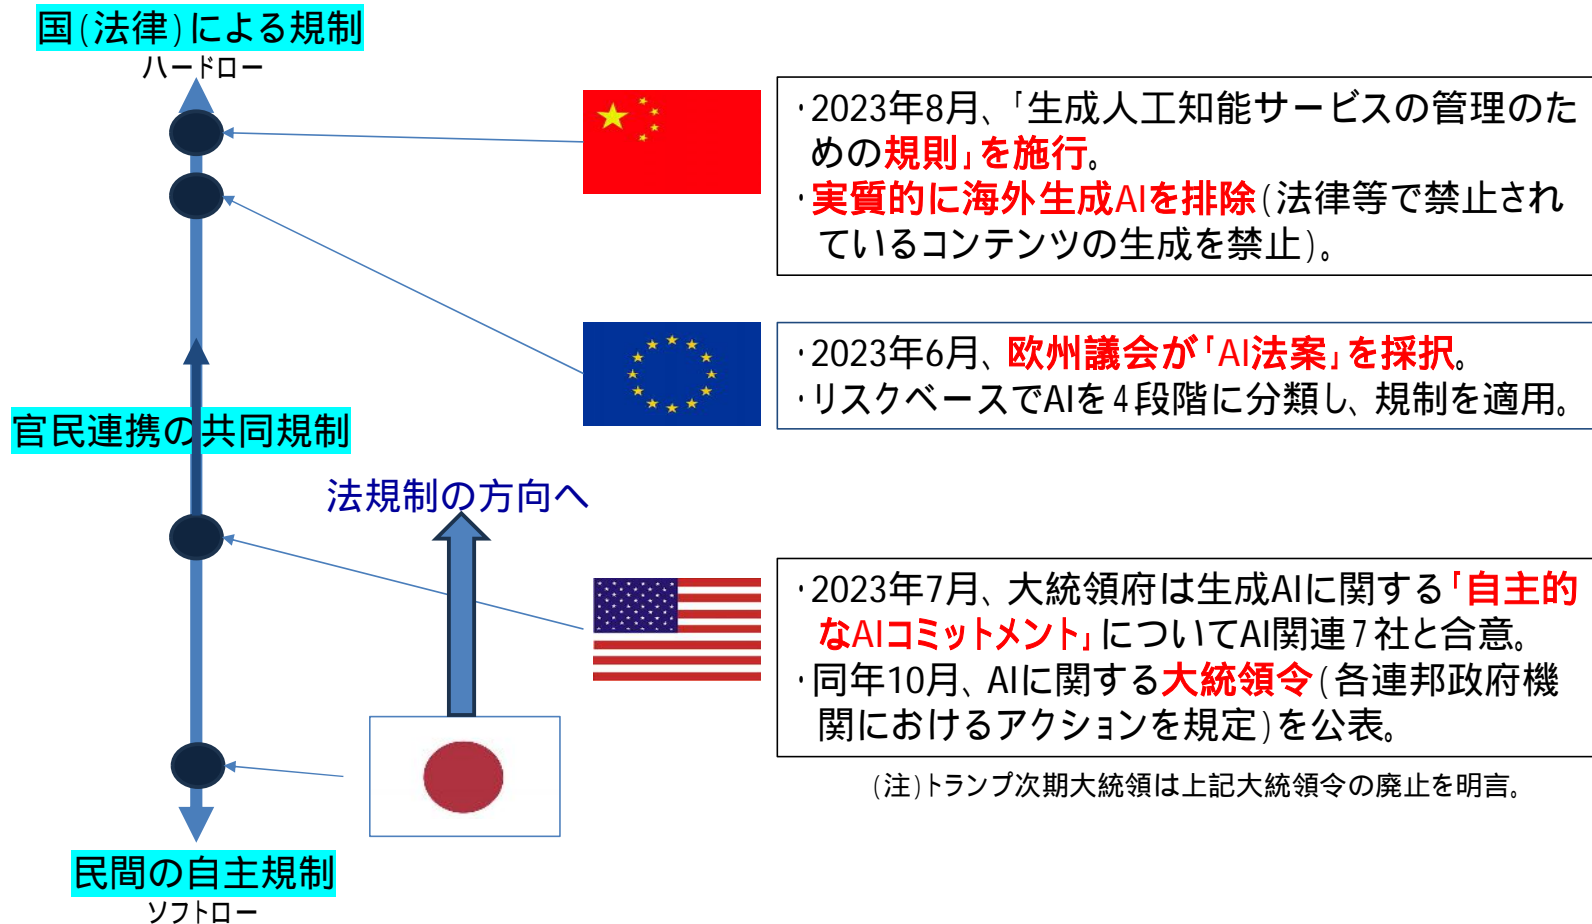 国(法律)による規制
ハードロー
・2023年8月、「生成人工知能サービスの管理のた
めの規則」を施行。
・実質的に海外生成AIを排除(法律等で禁止され
ているコンテンツの生成を禁止)。
・2023年6月、欧州議会が「AI法案」を採択。
・リスクベースでAIを4段階に分類し、規制を適用。
官民連携の共同規制
法規制の方向へ
・2023年7月、大統領府は生成AIに関する「自主的
なAIコミットメント」についてAI関連7社と合意。
・同年10月、AIに関する大統領令(各連邦政府機
関におけるアクションを規定)を公表。
(注)トランプ次期大統領は上記大統領令の廃止を明言。
民間の自主規制
ソフトロー